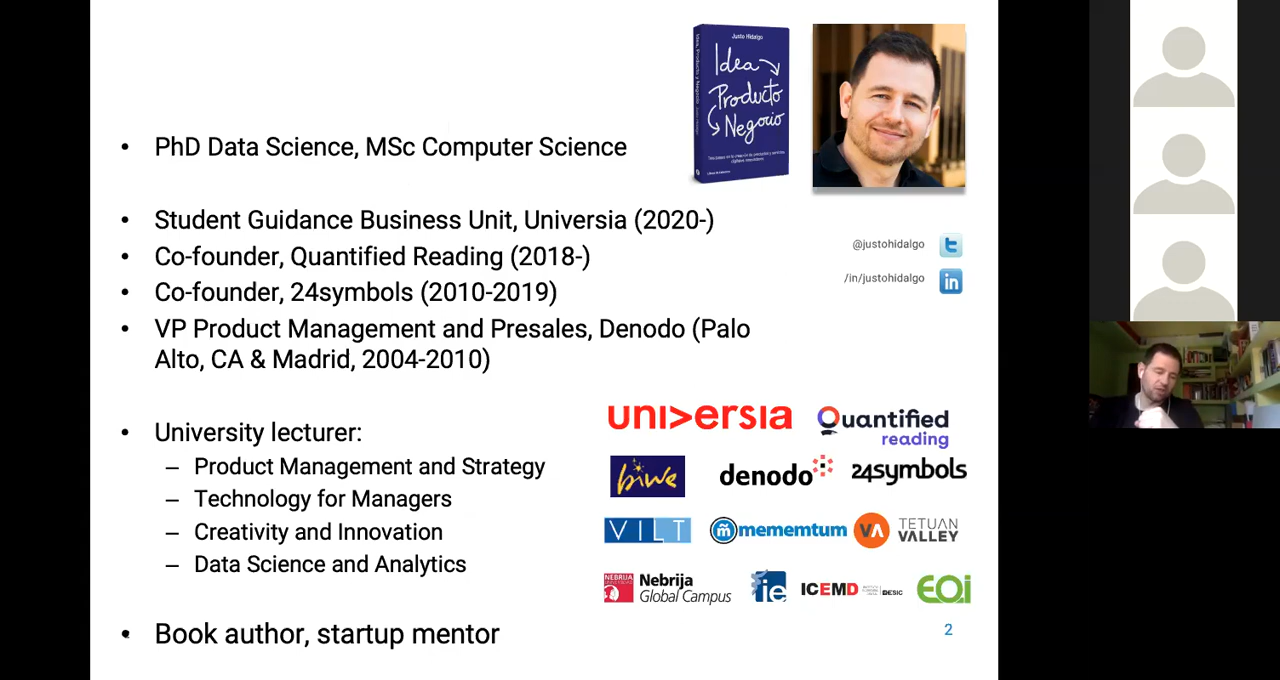 Justo Hidalgo
Idea
Producto
Negocio
PhD Data Science, MSc Computer Science
Student Guidance Business Unit, Universia (2020-)
@justohidalgo
Co-founder, Quantified Reading (2018-)
/in/justohidalgo
Co-founder, 24symbols (2010-2019)
VP Product Management and Presales, Denodo (Palo
Alto, CA & Madrid, 2004-2010)
University lecturer:
– Product Management and Strategy
– Technology for Managers
– Creativity and Innovation
– Data Science and Analytics
universia
Quantified
reading
biwe
denodo
24symbols
VILT
m mememtum
VA TETUAN
VALLEY
NEBRIJA
Nebrija
Global Campus
ie
ICEMD
ESIC
EOi
Book author, startup mentor
2